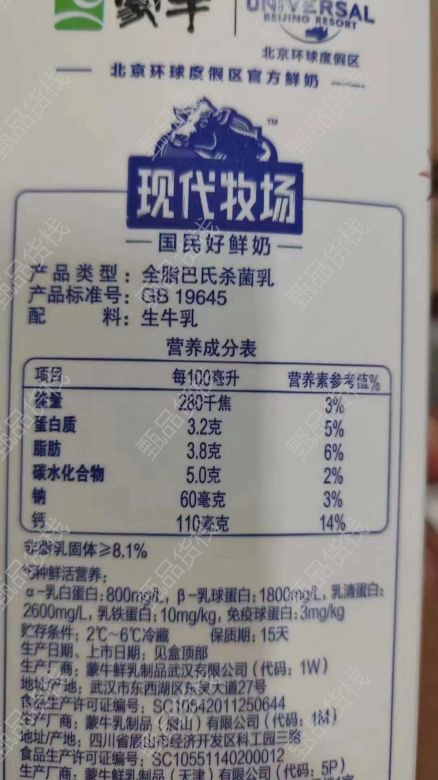 蒙牛
UNIVERSAL
BEIJING RESORT
北京环球度假区
北京环球度假区官方鲜奶
TM
现代牧场
国民好鲜奶
产品类型：全脂巴氏杀菌乳
产品标准号：GB 19645
配 料：生牛乳
营养成分表
项目 每100毫升 营养素参考值%
能量 280千焦 3%
蛋白质 3.2克 5%
脂肪 3.8克 6%
碳水化合物 5.0克 2%
钠 60毫克 3%
钙 110毫克 14%
非脂乳固体≥8.1%
5种鲜活营养：
α-乳白蛋白：800mg/L，β-乳球蛋白：1800mg/L，乳清蛋白：
2600mg/L，乳铁蛋白：10mg/kg，免疫球蛋白：3mg/kg
贮存条件：2℃~6℃冷藏 保质期：15天
生产日期、上市日期：见盒顶部
生产厂商：蒙牛鲜乳制品武汉有限公司（代码：1W）
地址/产地：武汉市东西湖区东吴大道27号
食品生产许可证编号：SC10542011250644
生产厂商：蒙牛乳制品（眉山）有限公司（代码：1M）
地址/产地：四川省眉山市经济开发区科工园三路
食品生产许可证编号：SC10551140200012
生产厂商：蒙牛鲜乳制品（天津）有限公司（代码：5P）
甄品货栈